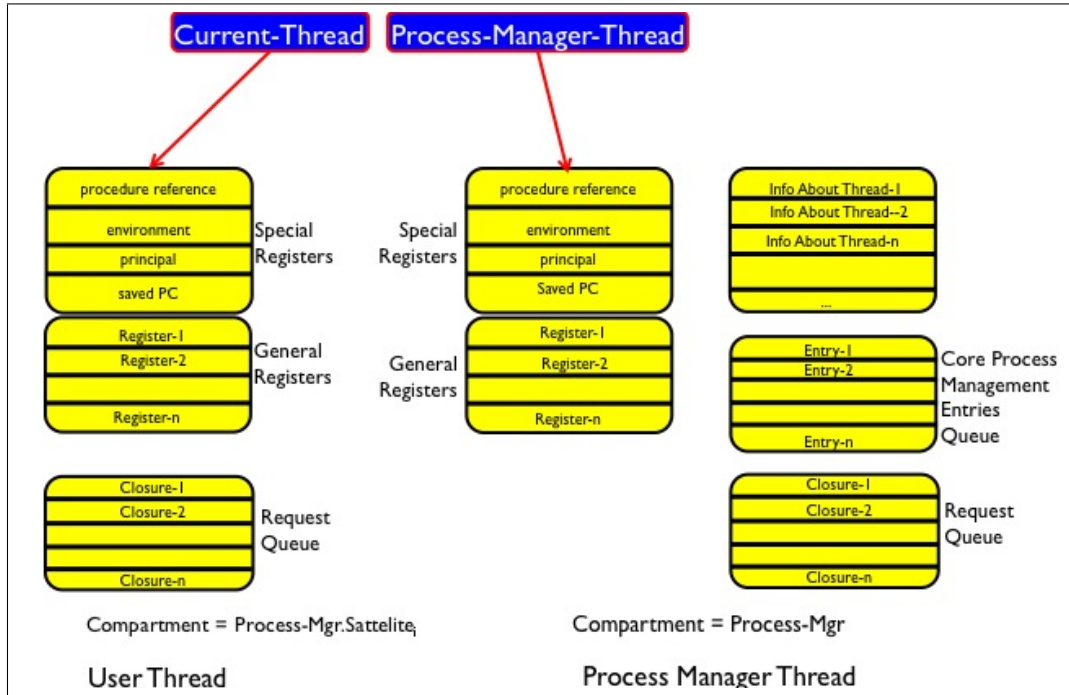 Current-Thread
Process-Manager-Thread
procedure reference
environment
principal
saved PC
Special
Registers
Register-1
Register-2
Register-n
General
Registers
Closure-1
Closure-2
Closure-n
Request
Queue
Compartment = Process-Mgr.Sattelitei
User Thread
procedure reference
environment
principal
Saved PC
Special
Registers
Register-1
Register-2
Register-n
General
Registers
Info About Thread-1
Info About Thread--2
Info About Thread-n
...
Entry-1
Entry-2
Entry-n
Core Process
Management
Entries
Queue
Closure-1
Closure-2
Closure-n
Request
Queue
Compartment = Process-Mgr
Process Manager Thread